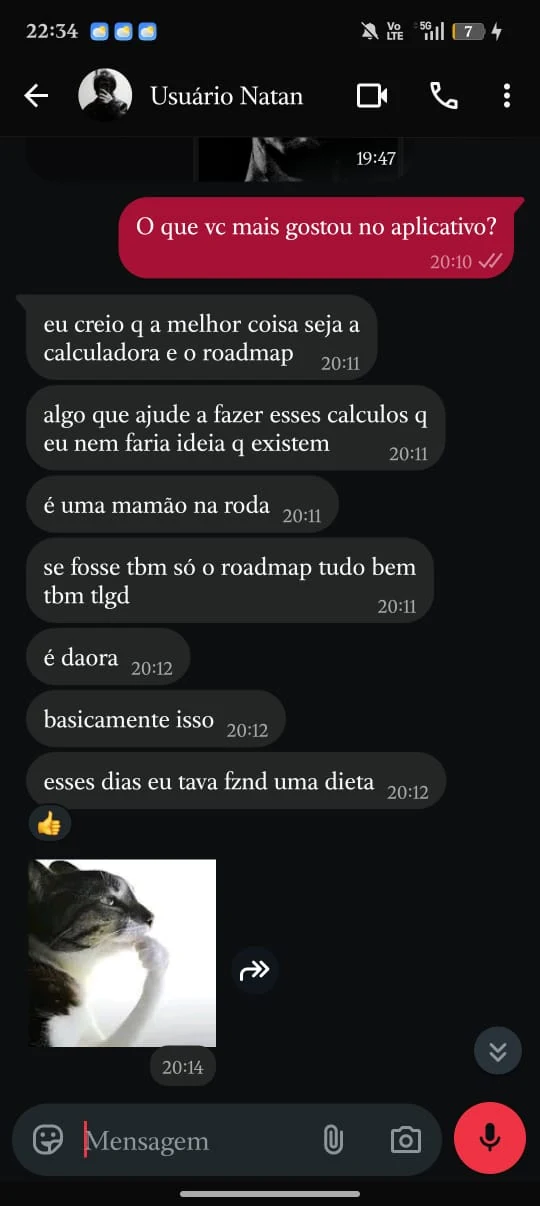 22:34
Vo
LTE
5G
7
Usuário Natan
19:47
O que vc mais gostou no aplicativo?
20:10
eu creio q a melhor coisa seja a
calculadora e o roadmap 20:11
algo que ajude a fazer esses calculos q
eu nem faria ideia q existem 20:11
é uma mamão na roda 20:11
se fosse tbm só o roadmap tudo bem
tbm tlgd 20:11
é daora 20:12
basicamente isso 20:12
esses dias eu tava fznd uma dieta 20:12
20:14
Mensagem